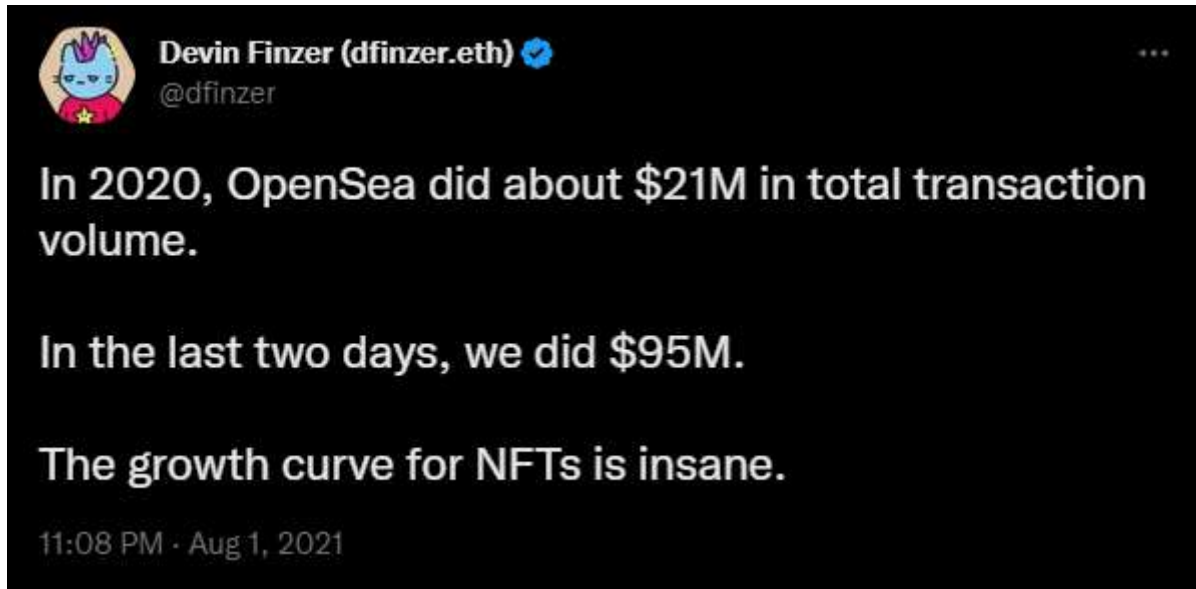 Devin Finzer (dfinzer.eth)
@dfinzer
In 2020, OpenSea did about $21M in total transaction
volume.
In the last two days, we did $95M.
The growth curve for NFTs is insane.
11:08 PM · Aug 1, 2021